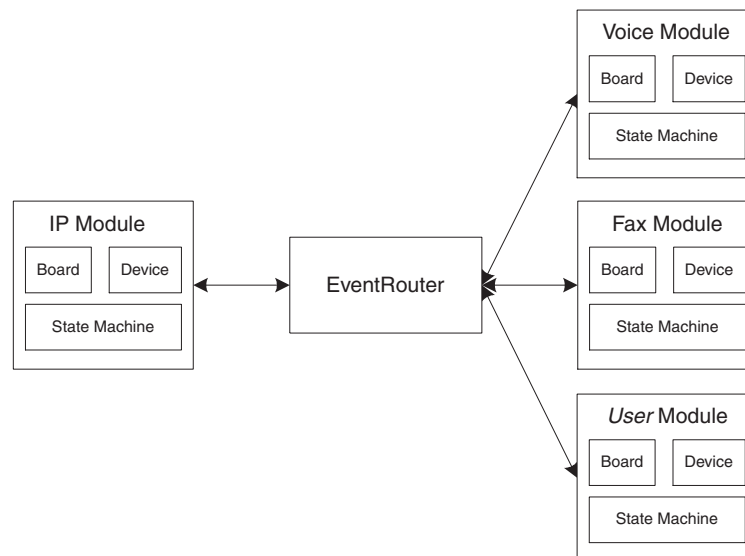 Voice Module
Board
Device
State Machine
IP Module
Board
Device
State Machine
EventRouter
Fax Module
Board
Device
State Machine
User Module
Board
Device
State Machine